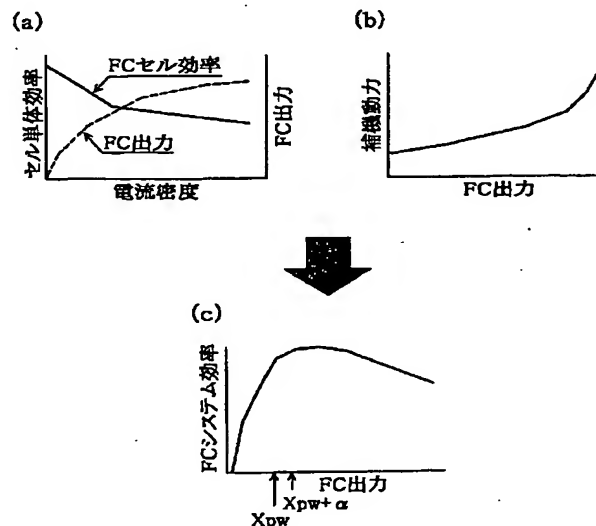 (a)
FCセル効率
セル単体効率
FC出力
FC出力
電流密度
(b)
補機動力
FC出力
(c)
FCシステム効率
FC出力
Xpw+α
Xpw